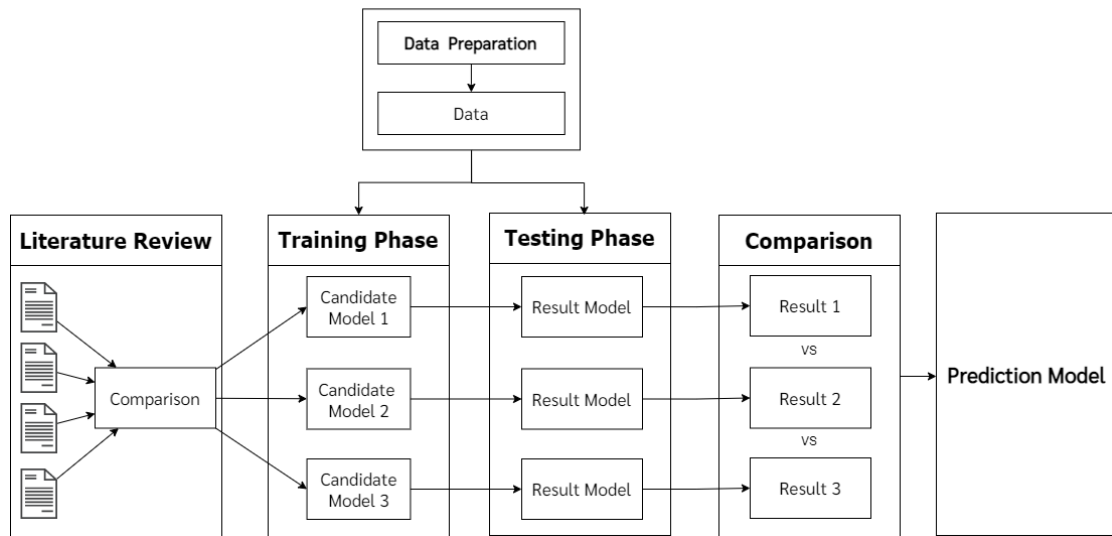 Data Preparation
Data
Literature Review
Comparison
Training Phase
Candidate
Model 1
Candidate
Model 2
Candidate
Model 3
Testing Phase
Result Model
Result Model
Result Model
Comparison
Result 1
vs
Result 2
vs
Result 3
Prediction Model